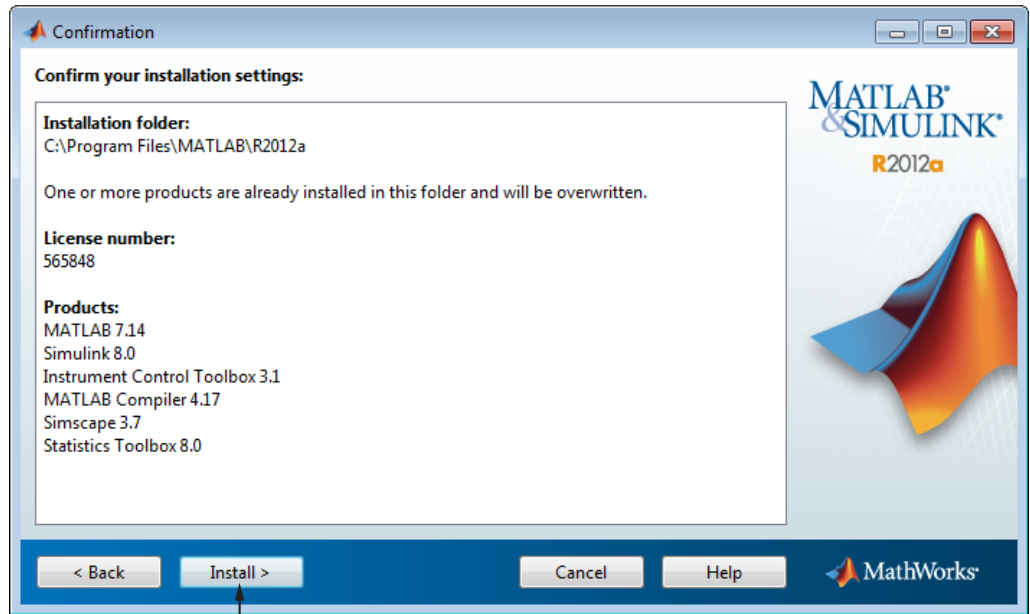 Confirmation
Confirm your installation settings:
MATLAB®
&SIMULINK®
R2012a
Installation folder:
C:\Program Files\MATLAB\R2012a
One or more products are already installed in this folder and will be overwritten.
License number:
565848
Products:
MATLAB 7.14
Simulink 8.0
Instrument Control Toolbox 3.1
MATLAB Compiler 4.17
Simscape 3.7
Statistics Toolbox 8.0
< Back
Install >
Cancel
Help
MathWorks®